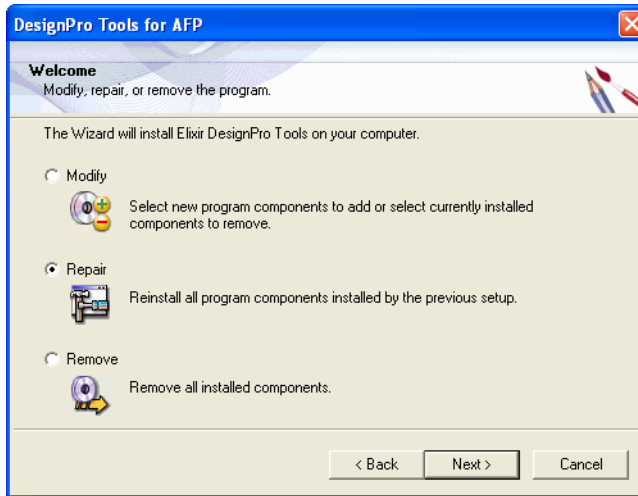 DesignPro Tools for AFP
Welcome
Modify, repair, or remove the program.
The Wizard will install Elixir DesignPro Tools on your computer.
Modify
Select new program components to add or select currently installed
components to remove.
Repair
Reinstall all program components installed by the previous setup.
Remove
Remove all installed components.
< Back
Next >
Cancel